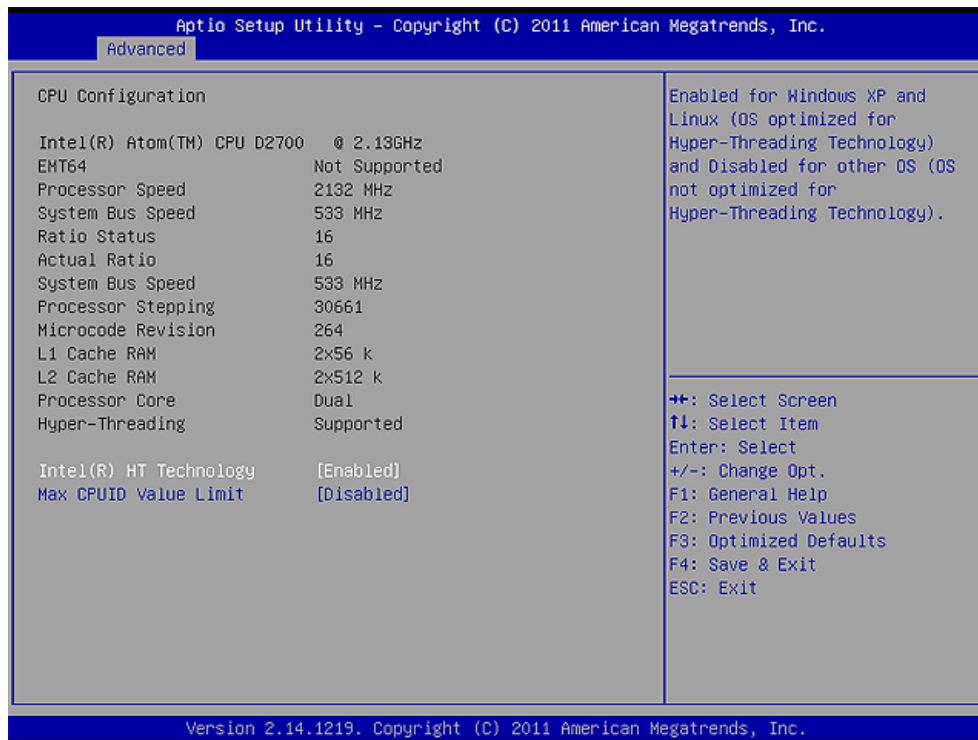 Aptio Setup Utility – Copyright (C) 2011 American Megatrends, Inc.
Advanced
CPU Configuration
Intel(R) Atom(TM) CPU D2700 @ 2.13GHz
EMT64 Not Supported
Processor Speed 2132 MHz
System Bus Speed 533 MHz
Ratio Status 16
Actual Ratio 16
System Bus Speed 533 MHz
Processor Stepping 30661
Microcode Revision 264
L1 Cache RAM 2x56 k
L2 Cache RAM 2x512 k
Processor Core Dual
Hyper-Threading Supported
Intel(R) HT Technology [Enabled]
Max CPUID Value Limit [Disabled]
Enabled for Windows XP and
Linux (OS optimized for
Hyper-Threading Technology)
and Disabled for other OS (OS
not optimized for
Hyper-Threading Technology).
→←: Select Screen
↑↓: Select Item
Enter: Select
+/-: Change Opt.
F1: General Help
F2: Previous Values
F3: Optimized Defaults
F4: Save & Exit
ESC: Exit
Version 2.14.1219. Copyright (C) 2011 American Megatrends, Inc.